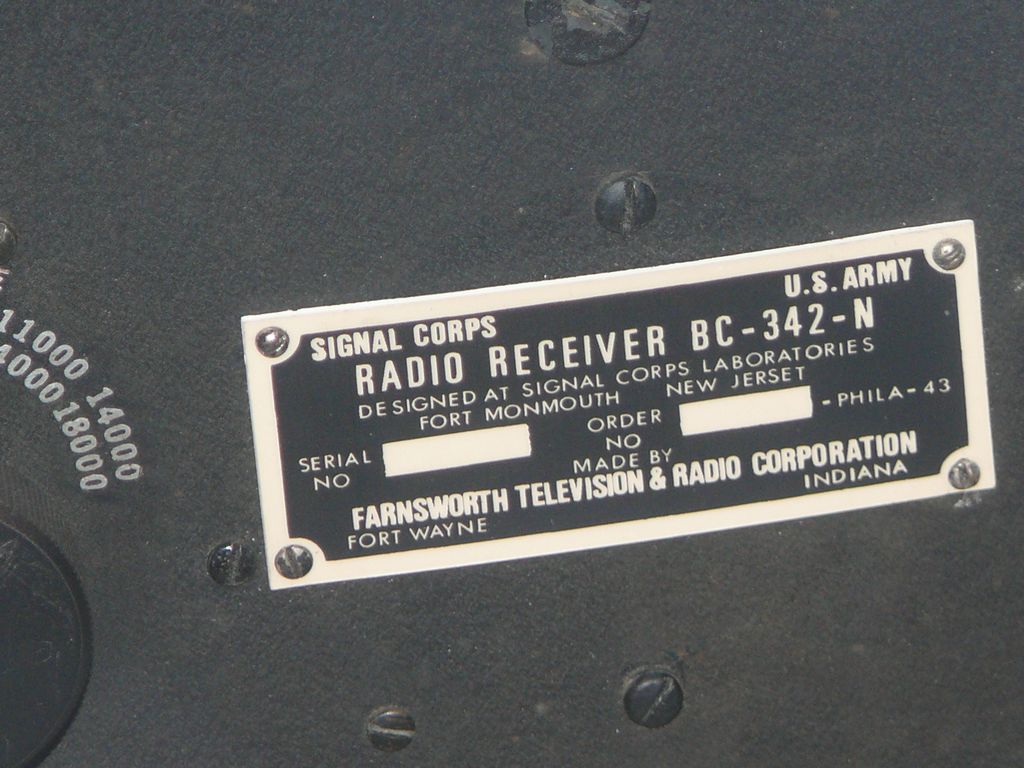 11000 14000
4000 18000
SIGNAL CORPS U.S. ARMY
RADIO RECEIVER BC-342-N
DESIGNED AT SIGNAL CORPS LABORATORIES
FORT MONMOUTH NEW JERSET
SERIAL NO ORDER NO -PHILA-43
MADE BY
FARNSWORTH TELEVISION & RADIO CORPORATION
FORT WAYNE INDIANA